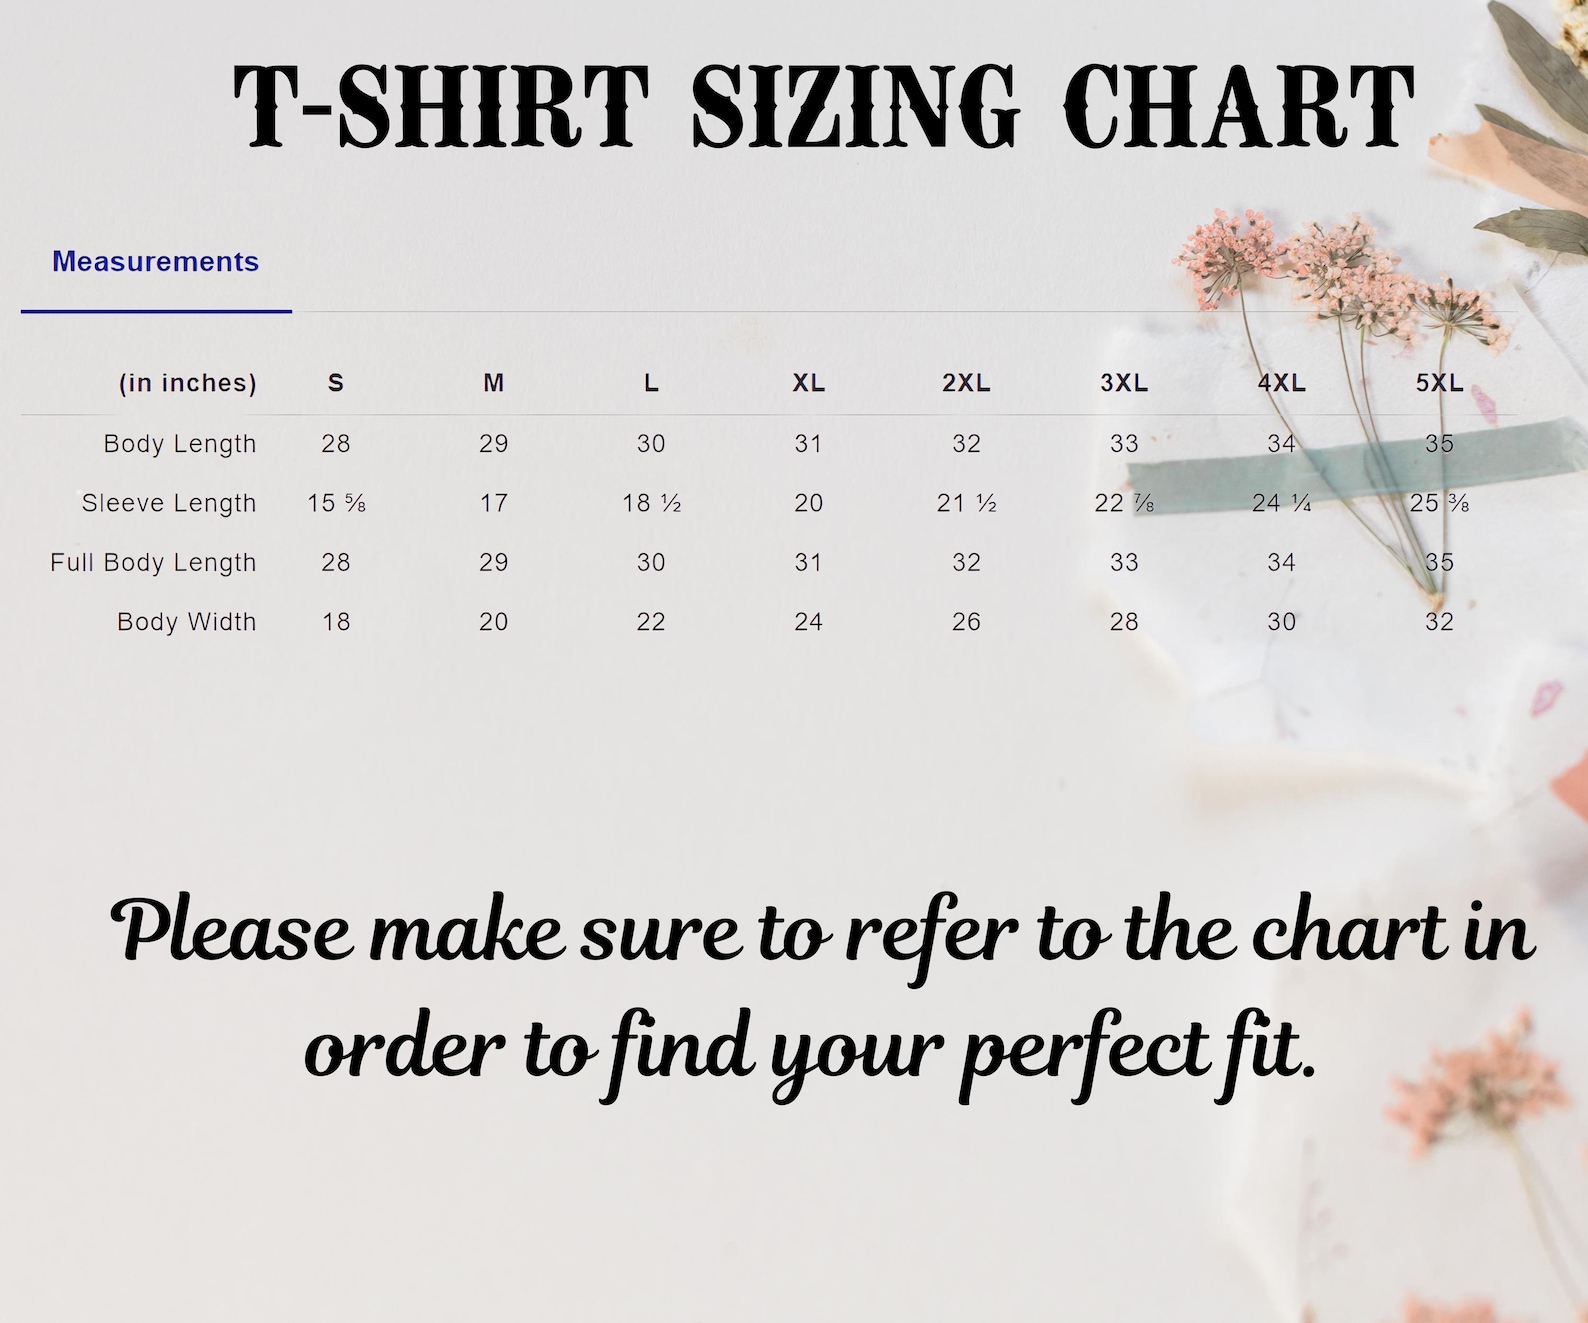 T-SHIRT SIZING CHART
Measurements
(in inches) S M L XL 2XL 3XL 4XL 5XL
Body Length 28 29 30 31 32 33 34 35
Sleeve Length 15 ⅝ 17 18 ½ 20 21 ½ 22 ⅞ 24 ¼ 25 ⅜
Full Body Length 28 29 30 31 32 33 34 35
Body Width 18 20 22 24 26 28 30 32
Please make sure to refer to the chart in
order to find your perfect fit.